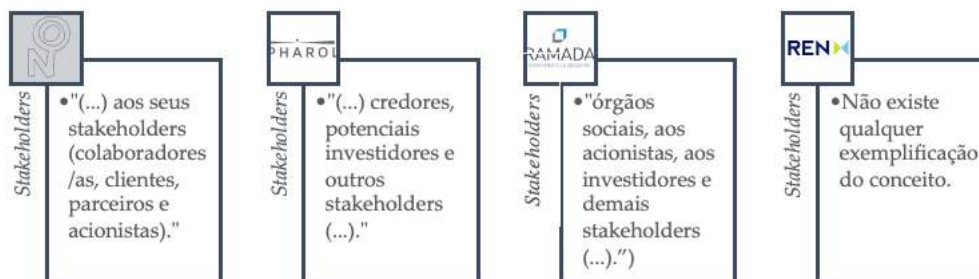 NO
Stakeholders
•"(...) aos seus
stakeholders
(colaboradores
/as, clientes,
parceiros e
acionistas)."
PHAROL
Stakeholders
•"(...) credores,
potenciais
investidores e
outros
stakeholders
(...)."
RAMADA
Stakeholders
•"órgãos
sociais, aos
acionistas, aos
investidores e
demais
stakeholders
(...).”)
REN
Stakeholders
•Não existe
qualquer
exemplificação
do conceito.